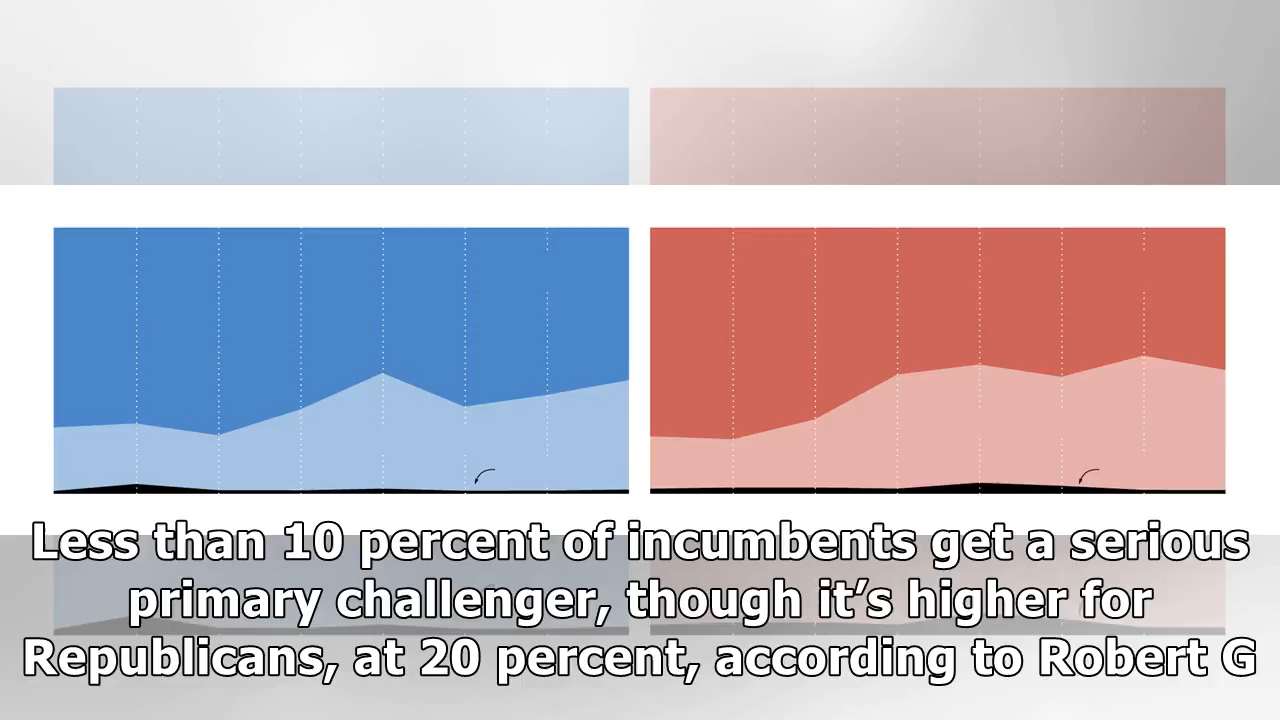 Less than 10 percent of incumbents get a serious
primary challenger, though it’s higher for
Republicans, at 20 percent, according to Robert G